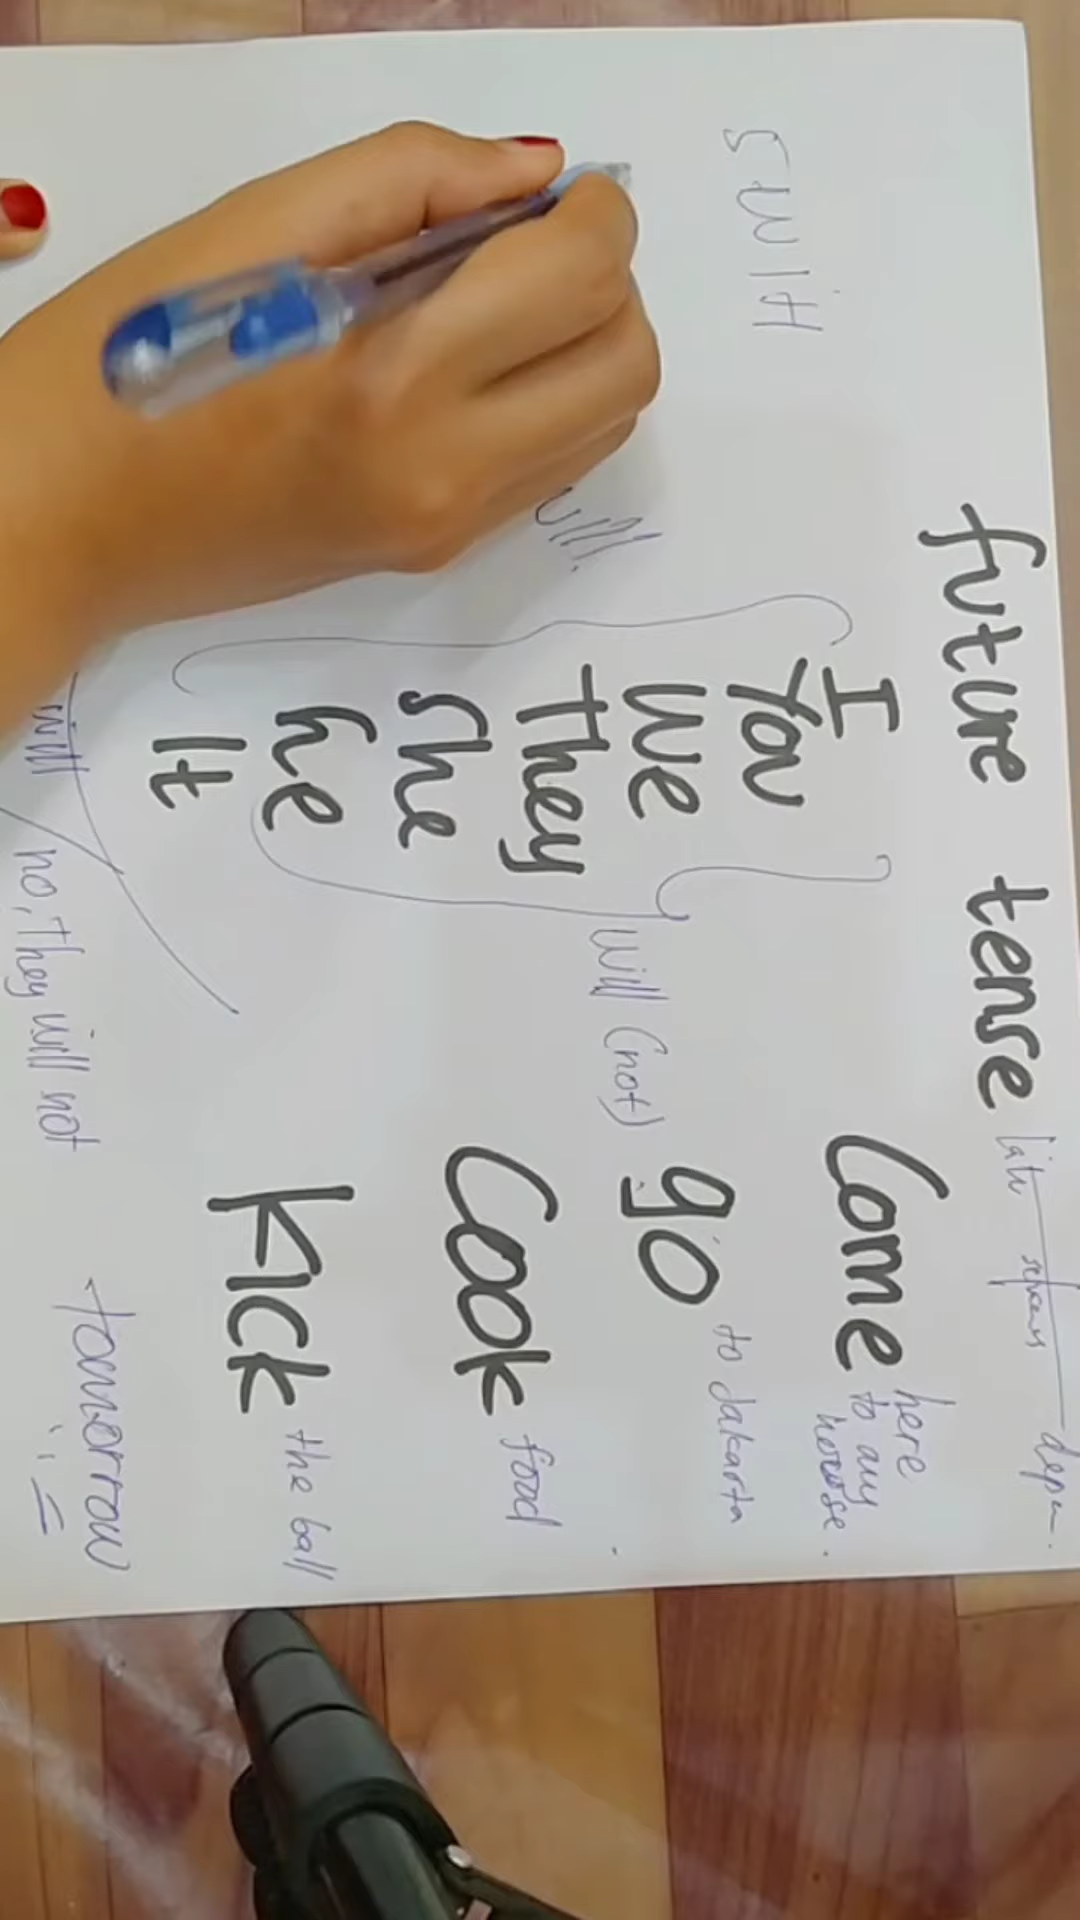 future tense
5W1H
I
You
We
They
She
he
It
will
will (not)
Come here
to any
house.
go to Jakarta
Cook food
Kick the ball
will
no, they will not
tomorrow